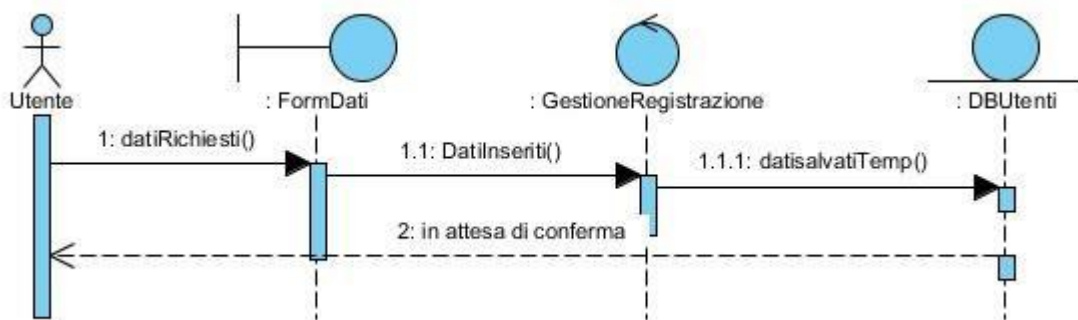 Utente
: FormDati
: GestioneRegistrazione
: DBUtenti
1: datiRichiesti()
1.1: DatiInseriti()
1.1.1: datisalvatiTemp()
2: in attesa di conferma